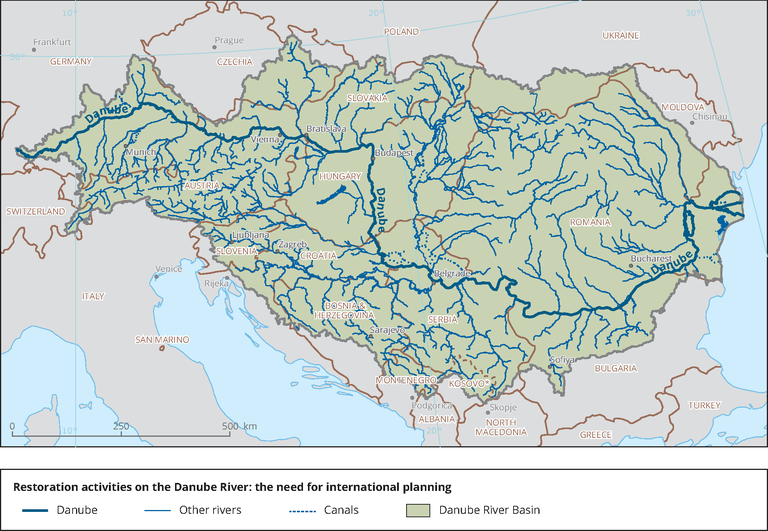 10°
20°
30°
POLAND
UKRAINE
Frankfurt
Prague
GERMANY
CZECHIA
50°
SLOVAKIA
MOLDOVA
Chisinau
Danube
Bratislava
Vienna
Munich
Budapest
HUNGARY
AUSTRIA
Danube
SWITZERLAND
ROMANIA
Ljubljana
SLOVENIA
Zagreb
CROATIA
Bucharest
Danube
Venice
Rijeka
Belgrade
ITALY
BOSNIA &
HERZEGOVINA
SERBIA
Sarajevo
SAN MARINO
Sofiya
BULGARIA
MONTENEGRO
KOSOVO*
Podgorica
Skopje
ALBANIA
NORTH
MACEDONIA
TURKEY
GREECE
0 250 500 km
10°
20°
Restoration activities on the Danube River: the need for international planning
Danube Other rivers Canals Danube River Basin